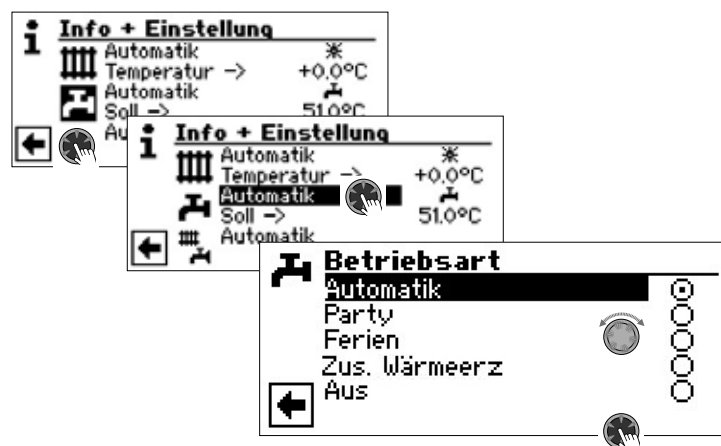 i Info + Einstellung
Automatik
Temperatur -> +0.0°C
Automatik
Soll -> 51.0°C
Au
i Info + Einstellung
Automatik
Temperatur -> +0.0°C
Automatik
Soll -> 51.0°C
Automatik
Betriebsart
Automatik
Party
Ferien
Zus. Wärmeerz
Aus